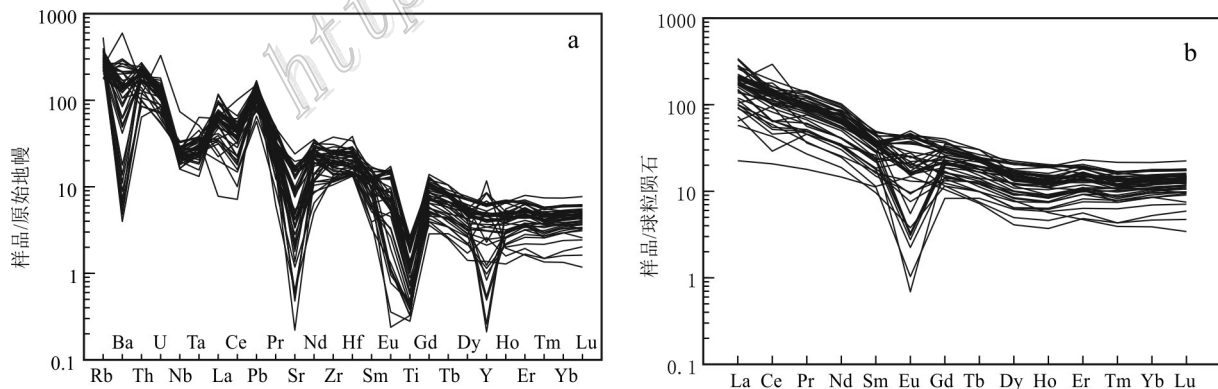 1000
100
10
1
0.1
样品/原始地幔
a
http
Ba U Ta Ce Pr Nd Hf Eu Gd Dy Ho Tm Lu
Rb Th Nb La Pb Sr Zr Sm Ti Tb Y Er Yb
1000
100
10
1
0.1
样品/球粒陨石
b
La Ce Pr Nd Sm Eu Gd Tb Dy Ho Er Tm Yb Lu